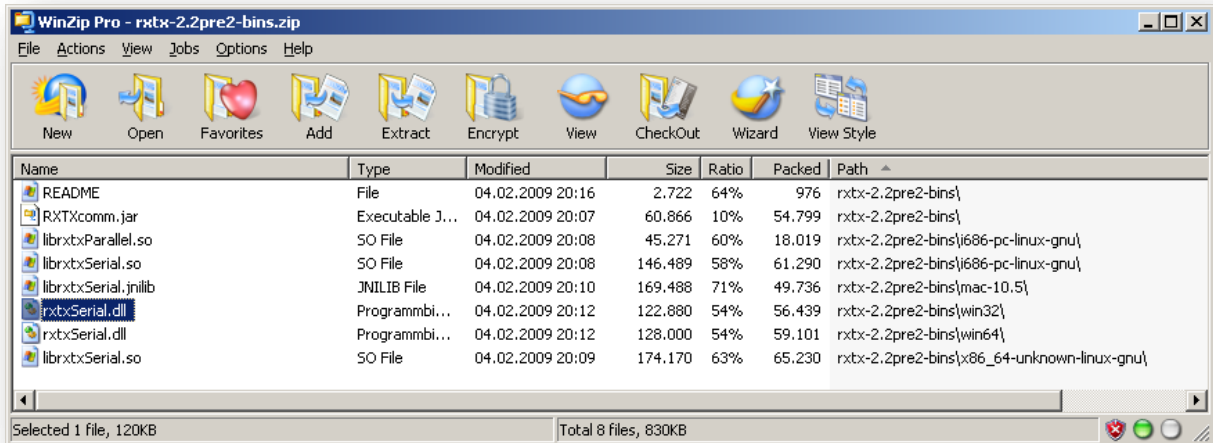 WinZip Pro - rxtx-2.2pre2-bins.zip
File Actions View Jobs Options Help
New Open Favorites Add Extract Encrypt View CheckOut Wizard View Style
Name Type Modified Size Ratio Packed Path
README File 04.02.2009 20:16 2.722 64% 976 rxtx-2.2pre2-bins\
RXTXcomm.jar Executable J... 04.02.2009 20:07 60.866 10% 54.799 rxtx-2.2pre2-bins\
librxtxParallel.so SO File 04.02.2009 20:08 45.271 60% 18.019 rxtx-2.2pre2-bins\i686-pc-linux-gnu\
librxtxSerial.so SO File 04.02.2009 20:08 146.489 58% 61.290 rxtx-2.2pre2-bins\i686-pc-linux-gnu\
librxtxSerial.jnilib JNILIB File 04.02.2009 20:10 169.488 71% 49.736 rxtx-2.2pre2-bins\mac-10.5\
rxtxSerial.dll Programmbi... 04.02.2009 20:12 122.880 54% 56.439 rxtx-2.2pre2-bins\win32\
rxtxSerial.dll Programmbi... 04.02.2009 20:12 128.000 54% 59.101 rxtx-2.2pre2-bins\win64\
librxtxSerial.so SO File 04.02.2009 20:09 174.170 63% 65.230 rxtx-2.2pre2-bins\x86_64-unknown-linux-gnu\
Selected 1 file, 120KB Total 8 files, 830KB